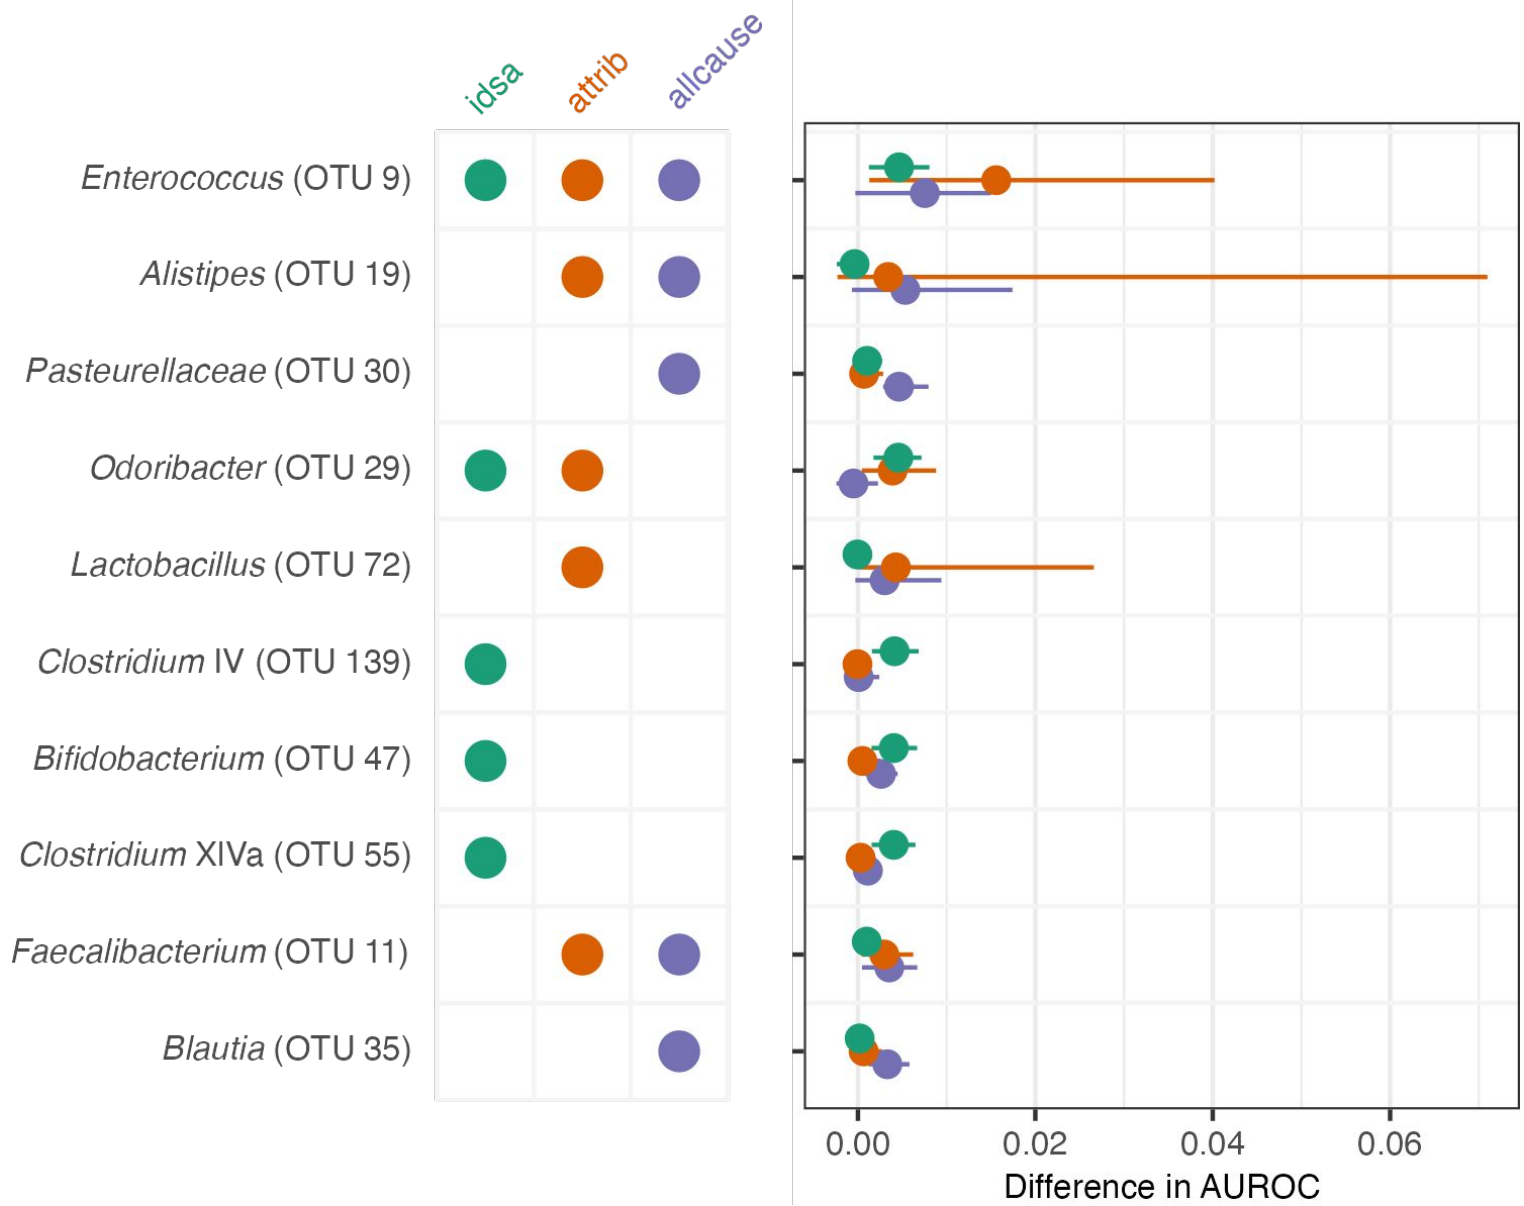 idsa attrib allcause
Enterococcus (OTU 9)
Alistipes (OTU 19)
Pasteurellaceae (OTU 30)
Odoribacter (OTU 29)
Lactobacillus (OTU 72)
Clostridium IV (OTU 139)
Bifidobacterium (OTU 47)
Clostridium XIVa (OTU 55)
Faecalibacterium (OTU 11)
Blautia (OTU 35)
0.00 0.02 0.04 0.06
Difference in AUROC